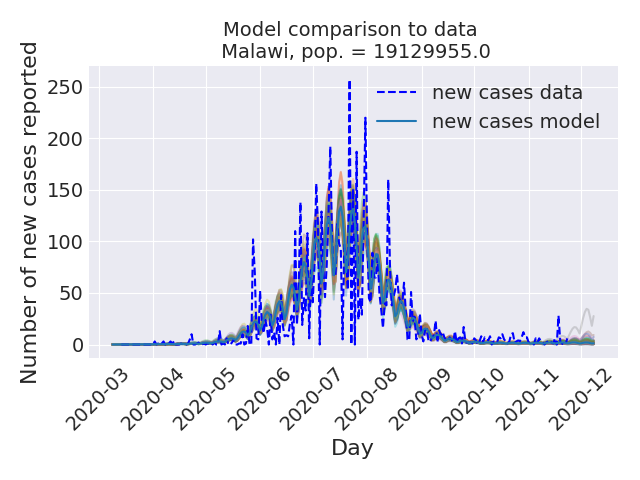 Model comparison to data
Malawi, pop. = 19129955.0
Number of new cases reported
250
200
150
100
50
0
new cases data
new cases model
2020-03
2020-04
2020-05
2020-06
2020-07
2020-08
2020-09
2020-10
2020-11
2020-12
Day